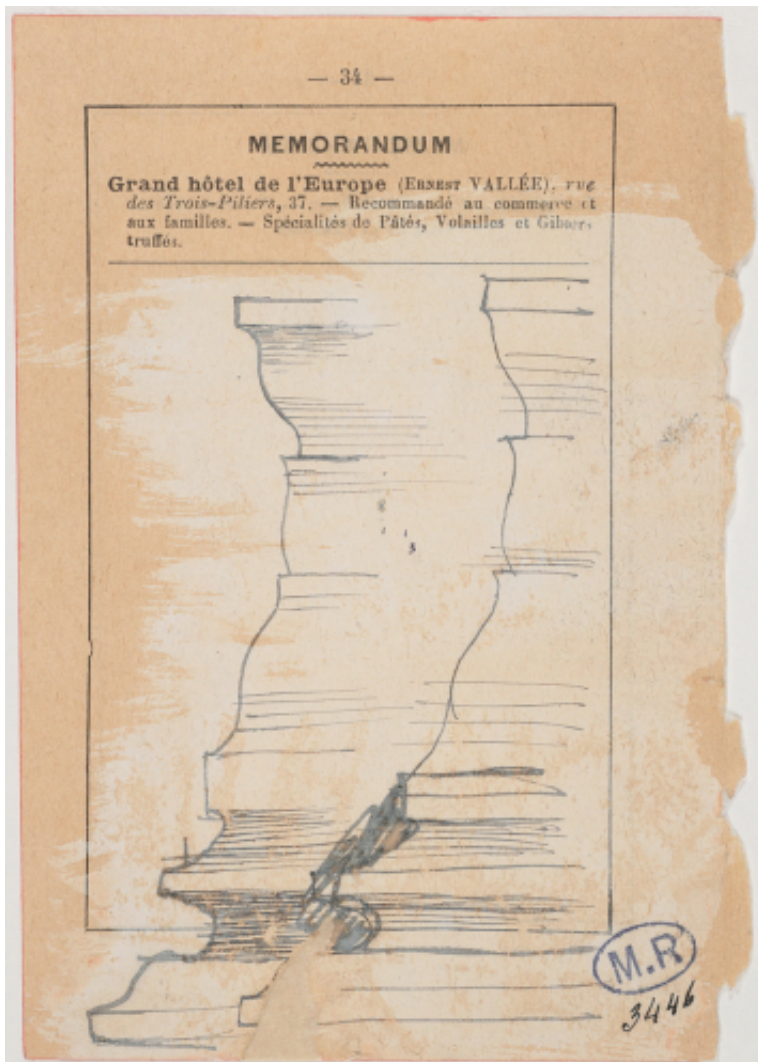 — 34 —
MEMORANDUM
Grand hôtel de l'Europe (ERNEST VALLÉE), rue
des Trois-Piliers, 37. — Recommandé au commerce et
aux familles. — Spécialités de Pâtés, Volailles et Gibiers
truffés.
M.R
3446